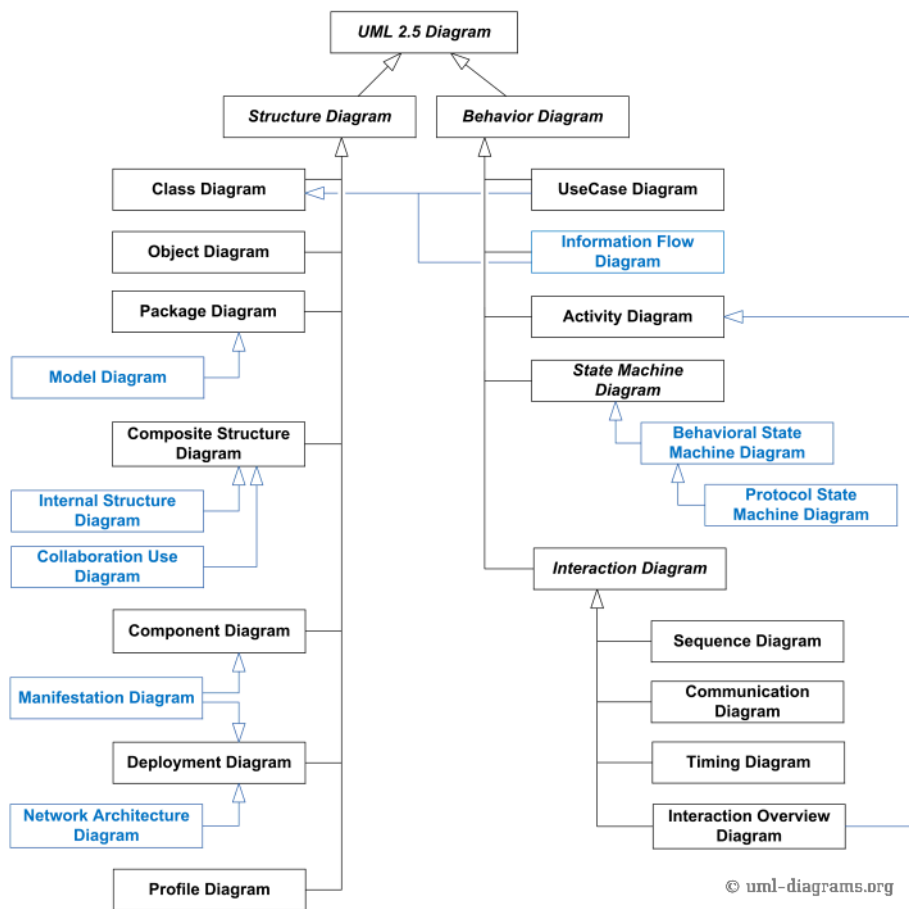 UML 2.5 Diagram
Structure Diagram
Behavior Diagram
Class Diagram
UseCase Diagram
Object Diagram
Information Flow
Diagram
Package Diagram
Activity Diagram
Model Diagram
State Machine
Diagram
Composite Structure
Diagram
Behavioral State
Machine Diagram
Internal Structure
Diagram
Protocol State
Machine Diagram
Collaboration Use
Diagram
Interaction Diagram
Component Diagram
Sequence Diagram
Manifestation Diagram
Communication
Diagram
Deployment Diagram
Timing Diagram
Network Architecture
Diagram
Interaction Overview
Diagram
Profile Diagram
© uml-diagrams.org